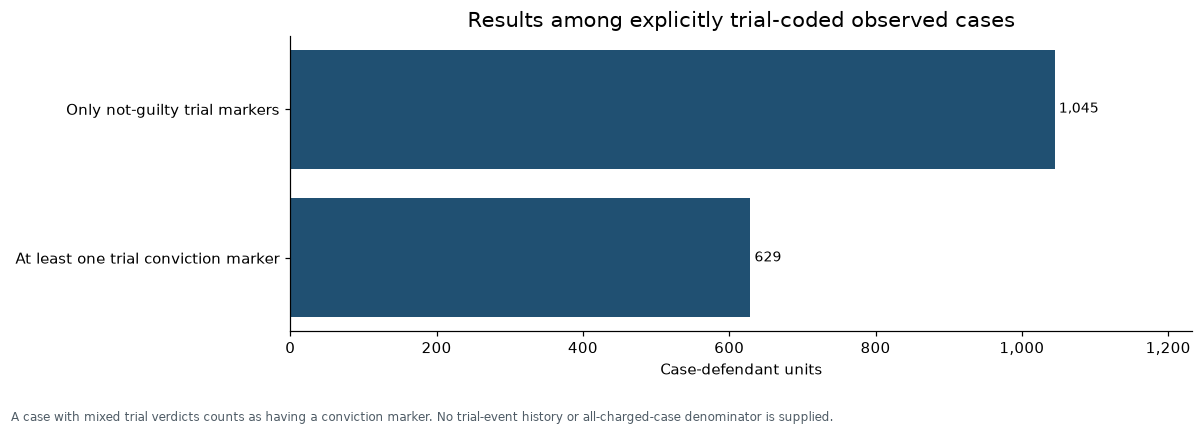 Results among explicitly trial-coded observed cases
Only not-guilty trial markers
1,045
At least one trial conviction marker
629
0 200 400 600 800 1,000 1,200
Case-defendant units
A case with mixed trial verdicts counts as having a conviction marker. No trial-event history or all-charged-case denominator is supplied.